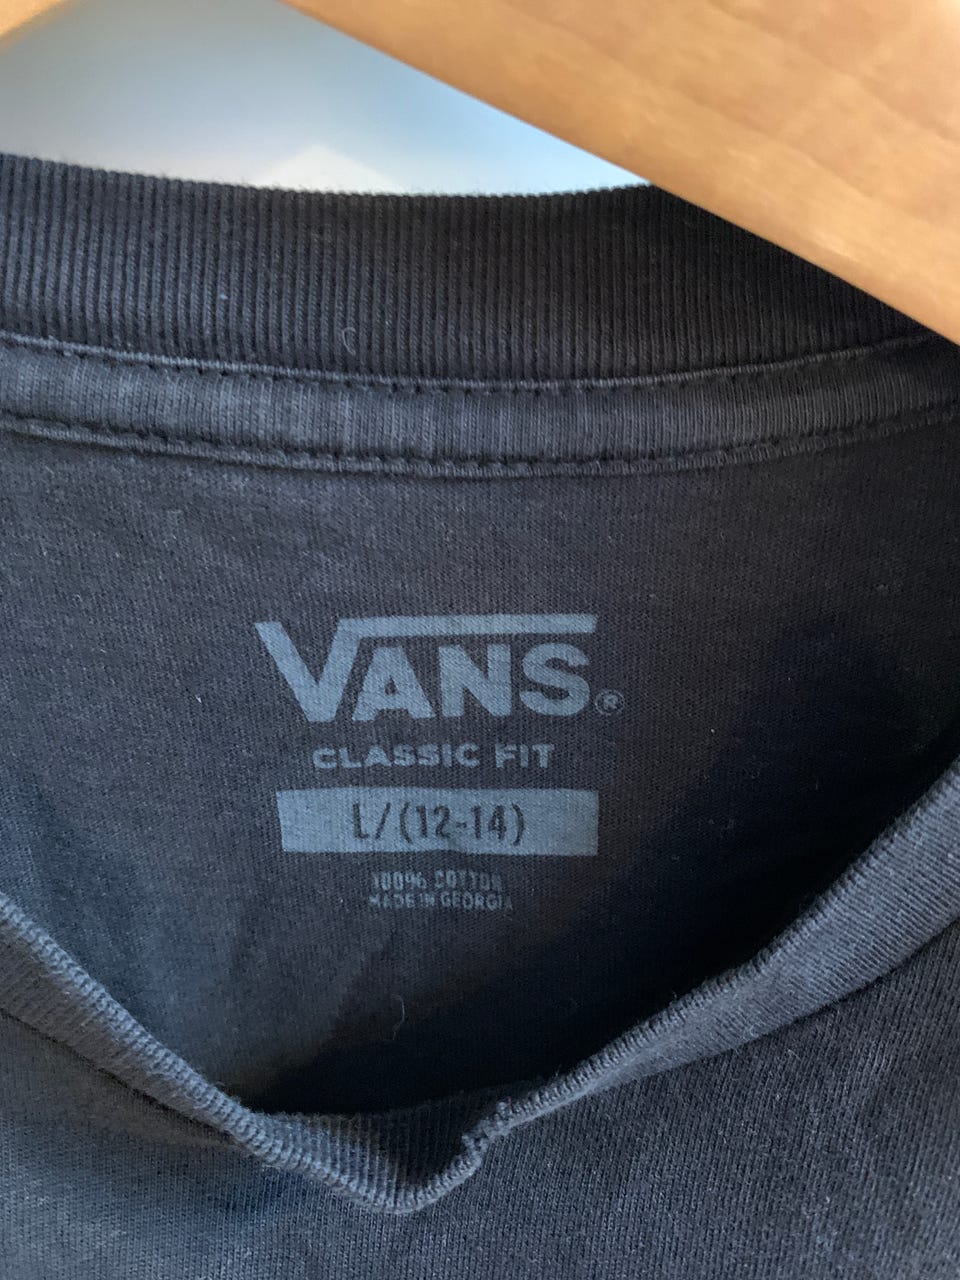 VANS®
CLASSIC FIT
L/(12-14)
100% COTTON
MADE IN GEORGIA